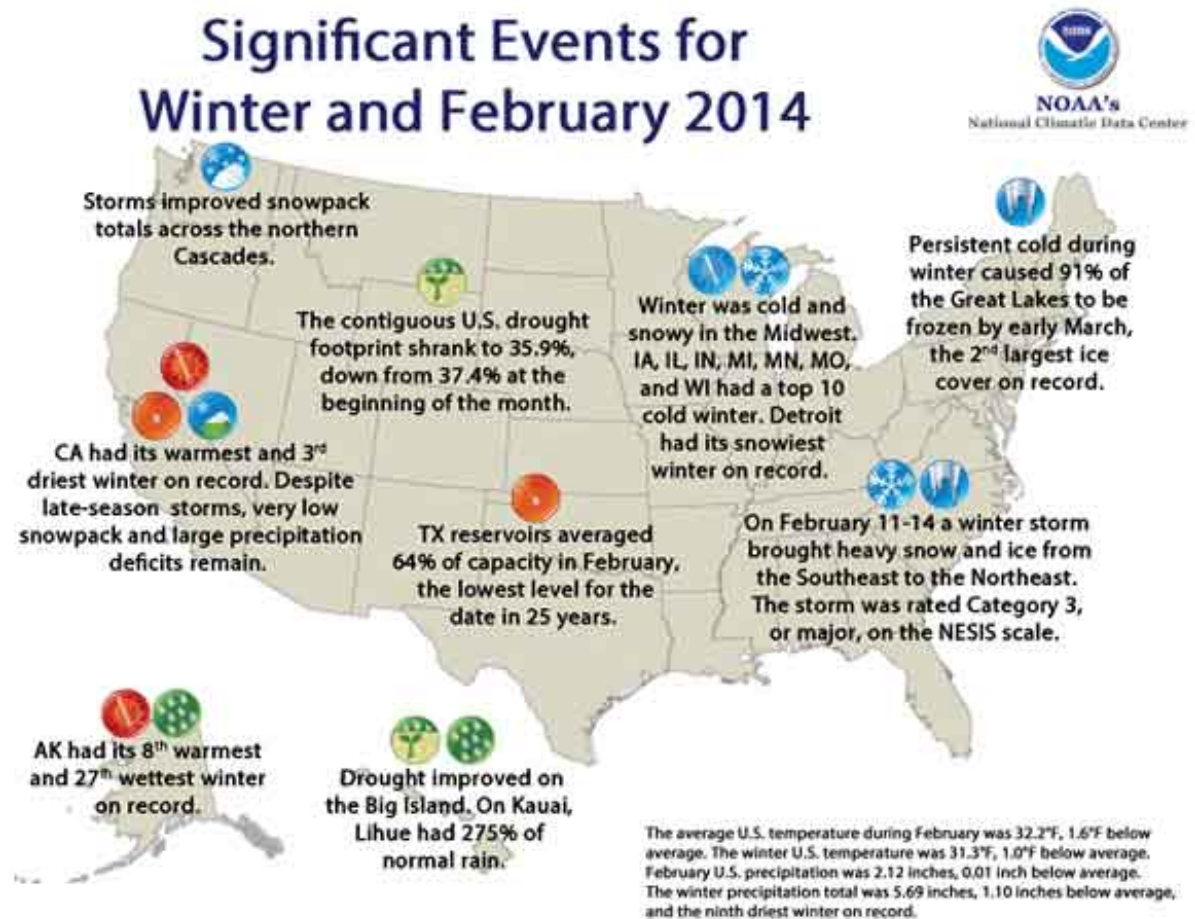 Significant Events for
Winter and February 2014
NOAA's
National Climatic Data Center
Storms improved snowpack
totals across the northern
Cascades.
The contiguous U.S. drought
footprint shrank to 35.9%,
down from 37.4% at the
beginning of the month.
Winter was cold and
snowy in the Midwest.
IA, IL, IN, MI, MN, MO,
and WI had a top 10
cold winter. Detroit
had its snowiest
winter on record.
Persistent cold during
winter caused 91% of
the Great Lakes to be
frozen by early March,
the 2nd largest ice
cover on record.
CA had its warmest and 3rd
driest winter on record. Despite
late-season storms, very low
snowpack and large precipitation
deficits remain.
TX reservoirs averaged
64% of capacity in February,
the lowest level for the
date in 25 years.
On February 11-14 a winter storm
brought heavy snow and ice from
the Southeast to the Northeast.
The storm was rated Category 3,
or major, on the NESIS scale.
AK had its 8th warmest
and 27th wettest winter
on record.
Drought improved on
the Big Island. On Kauai,
Lihue had 275% of
normal rain.
The average U.S. temperature during February was 32.2°F, 1.6°F below
average. The winter U.S. temperature was 31.3°F, 1.0°F below average.
February U.S. precipitation was 2.12 inches, 0.01 inch below average.
The winter precipitation total was 5.69 inches, 1.10 inches below average,
and the ninth driest winter on record.